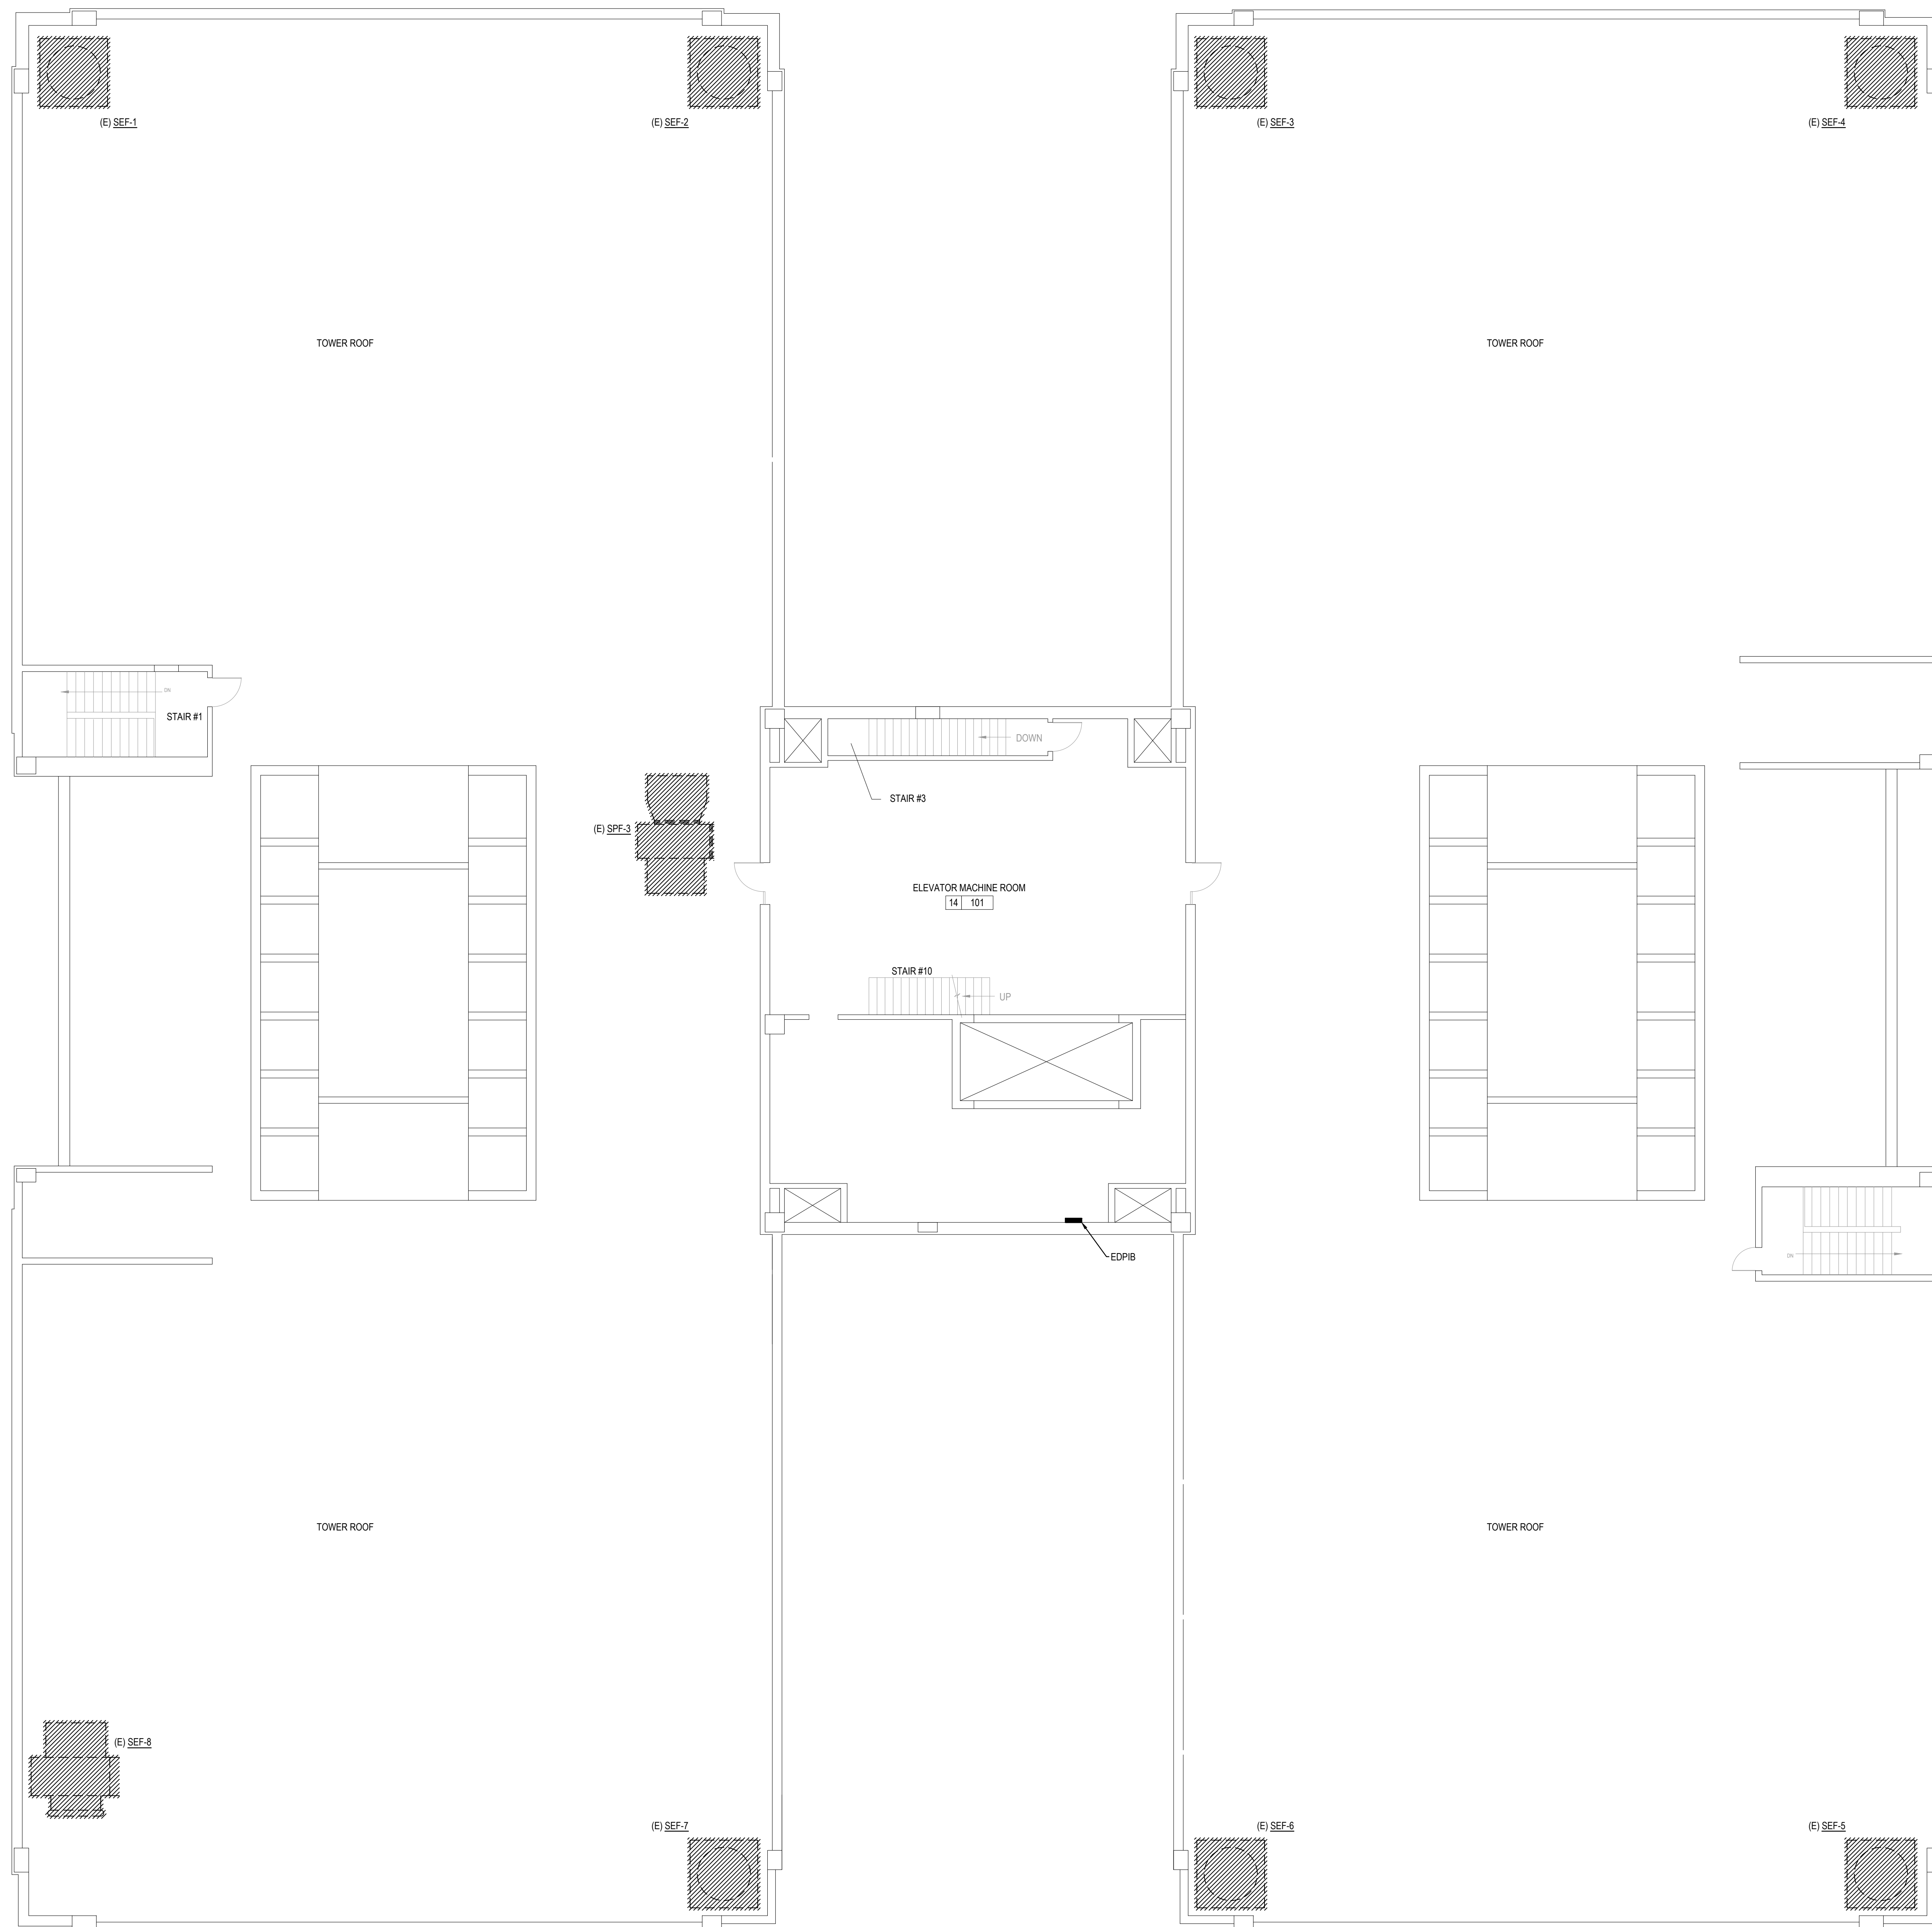 (E) SEF-1
(E) SEF-2
(E) SEF-3
(E) SEF-4
TOWER ROOF
TOWER ROOF
DN
STAIR #1
DOWN
STAIR #3
(E) SPF-3
ELEVATOR MACHINE ROOM
14 101
STAIR #10
UP
DN
EDPIB
TOWER ROOF
TOWER ROOF
(E) SEF-8
(E) SEF-7
(E) SEF-6
(E) SEF-5